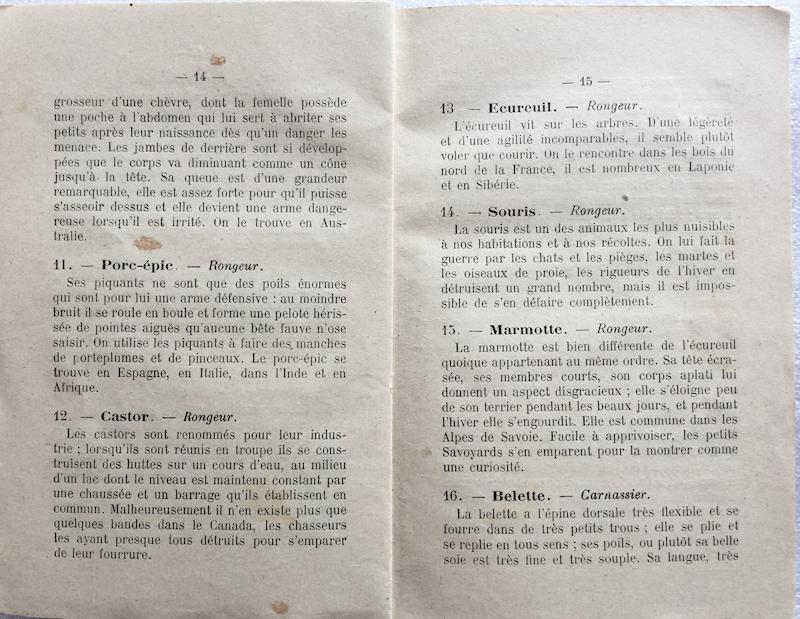 — 14 —
grosseur d'une chèvre, dont la femelle possède
une poche à l'abdomen qui lui sert à abriter ses
petits après leur naissance dès qu'un danger les
menace. Les jambes de derrière sont si dévelop-
pées que le corps va diminuant comme un cône
jusqu'à la tête. Sa queue est d'une grandeur
remarquable, elle est assez forte pour qu'il puisse
s'asseoir dessus et elle devient une arme dange-
reuse lorsqu'il est irrité. On le trouve en Aus-
tralie.
11. — Porc-épic. — Rongeur.
Ses piquants ne sont que des poils énormes
qui sont pour lui une arme défensive : au moindre
bruit il se roule en boule et forme une pelote héris-
sée de pointes aiguës qu'aucune bête fauve n'ose
saisir. On utilise les piquants à faire des manches
de porteplumes et de pinceaux. Le porc-épic se
trouve en Espagne, en Italie, dans l'Inde et en
Afrique.
12. — Castor. — Rongeur.
Les castors sont renommés pour leur indus-
trie ; lorsqu'ils sont réunis en troupe ils se con-
struisent des huttes sur un cours d'eau, au milieu
d'un lac dont le niveau est maintenu constant par
une chaussée et un barrage qu'ils établissent en
commun. Malheureusement il n'en existe plus que
quelques bandes dans le Canada, les chasseurs
les ayant presque tous détruits pour s'emparer
de leur fourrure.
— 15 —
13 — Ecureuil. — Rongeur.
L'écureuil vit sur les arbres. D'une légèreté
et d'une agilité incomparables, il semble plutôt
voler que courir. On le rencontre dans les bois du
nord de la France, il est nombreux en Laponie
et en Sibérie.
14. — Souris. — Rongeur.
La souris est un des animaux les plus nuisibles
à nos habitations et à nos récoltes. On lui fait la
guerre par les chats et les pièges, les martes et
les oiseaux de proie, les rigueurs de l'hiver en
détruisent un grand nombre, mais il est impos-
sible de s'en défaire complètement.
15. — Marmotte. — Rongeur.
La marmotte est bien différente de l'écureuil
quoique appartenant au même ordre. Sa tête écra-
sée, ses membres courts, son corps aplati lui
donnent un aspect disgracieux ; elle s'éloigne peu
de son terrier pendant les beaux jours, et pendant
l'hiver elle s'engourdit. Elle est commune dans les
Alpes de Savoie. Facile à apprivoiser, les petits
Savoyards s'en emparent pour la montrer comme
une curiosité.
16. — Belette. — Carnassier.
La belette a l'épine dorsale très flexible et se
fourre dans de très petits trous ; elle se plie et
se replie en tous sens ; ses poils, ou plutôt sa belle
soie est très fine et très souple. Sa langue, très